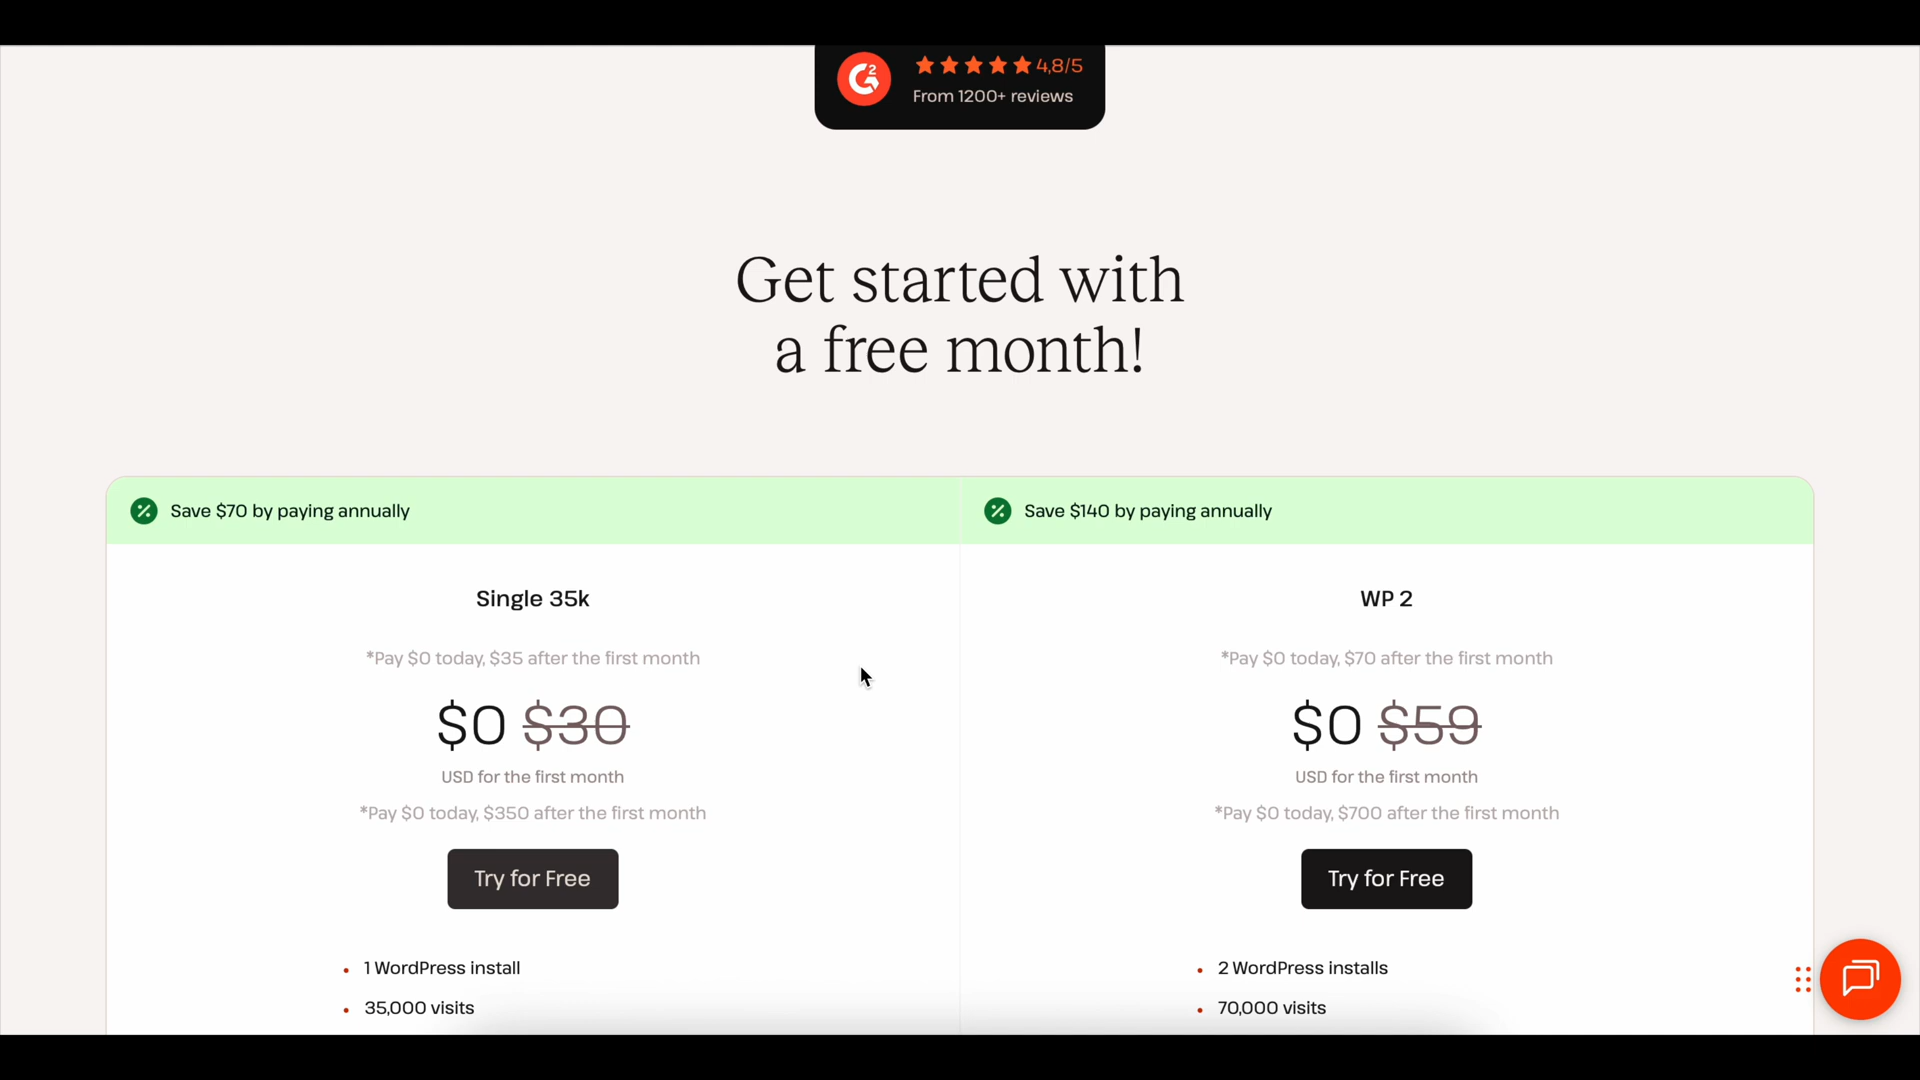 4,8/5
From 1200+ reviews
Get started with
a free month!
Save $70 by paying annually
Save $140 by paying annually
Single 35k
*Pay $0 today, $35 after the first month
$0 $30
USD for the first month
*Pay $0 today, $350 after the first month
Try for Free
• 1 WordPress install
• 35,000 visits
WP 2
*Pay $0 today, $70 after the first month
$0 $59
USD for the first month
*Pay $0 today, $700 after the first month
Try for Free
• 2 WordPress installs
• 70,000 visits